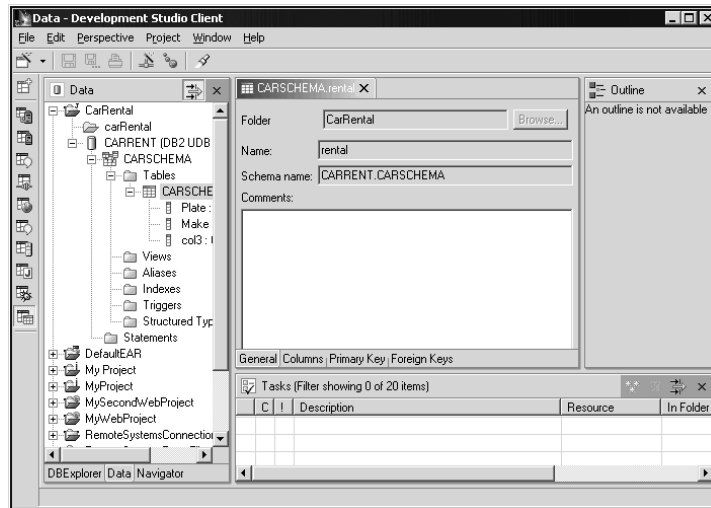 Data - Development Studio Client
File Edit Perspective Project Window Help
Data
CarRental
carRental
CARRENT (DB2 UDB
CARSCHEMA
Tables
CARSCHE
Plate :
Make
col3 :
Views
Aliases
Indexes
Triggers
Structured Typ
Statements
DefaultEAR
My Project
MyProject
MySecondWebProject
MyWebProject
RemoteSystemsConnection
DBExplorer Data Navigator
CARSCHEMA.rental
Folder CarRental Browse...
Name: rental
Schema name: CARRENT.CARSCHEMA
Comments:
General Columns Primary Key Foreign Keys
Outline
An outline is not available
Tasks (Filter showing 0 of 20 items)
C ! Description Resource In Folder